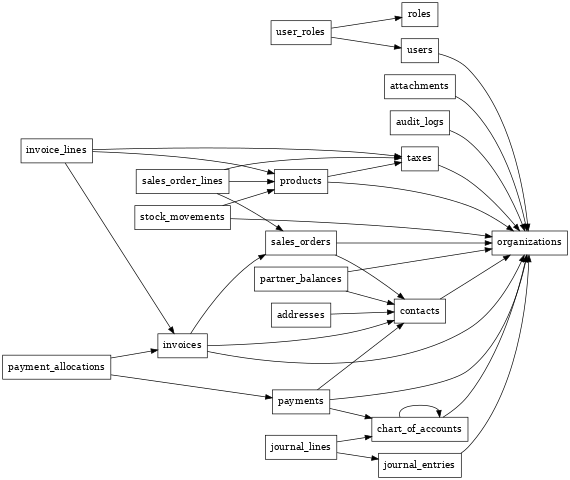 roles
user_roles
users
attachments
audit_logs
invoice_lines
taxes
sales_order_lines
products
stock_movements
sales_orders
organizations
partner_balances
addresses
contacts
invoices
payment_allocations
payments
chart_of_accounts
journal_lines
journal_entries